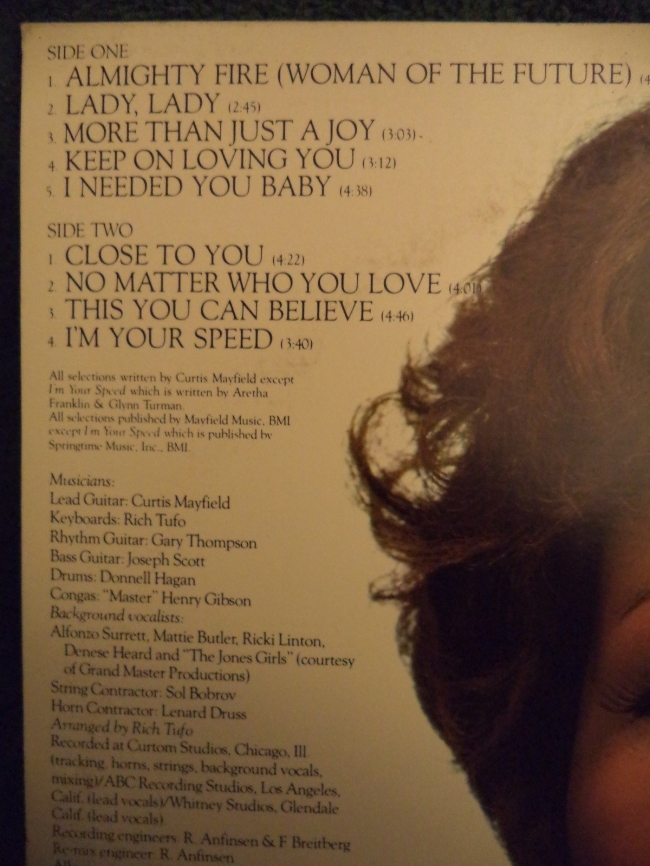 SIDE ONE
1. ALMIGHTY FIRE (WOMAN OF THE FUTURE) (4
2. LADY, LADY (2:45)
3. MORE THAN JUST A JOY (3:03)
4. KEEP ON LOVING YOU (3:12)
5. I NEEDED YOU BABY (4:38)
SIDE TWO
1 CLOSE TO YOU (4:22)
2. NO MATTER WHO YOU LOVE (4:01)
3. THIS YOU CAN BELIEVE (4:46)
4. I'M YOUR SPEED (3:40)
All selections written by Curtis Mayfield except
I'm Your Speed which is written by Aretha
Franklin & Glynn Turman.
All selections published by Mayfield Music, BMI
except I'm Your Speed which is published by
Springtime Music, Inc., BMI.
Musicians:
Lead Guitar: Curtis Mayfield
Keyboards: Rich Tufo
Rhythm Guitar: Gary Thompson
Bass Guitar: Joseph Scott
Drums: Donnell Hagan
Congas: "Master" Henry Gibson
Background vocalists:
Alfonzo Surrett, Mattie Butler, Ricki Linton,
Denese Heard and "The Jones Girls" (courtesy
of Grand Master Productions)
String Contractor: Sol Bobrov
Horn Contractor: Lenard Druss
Arranged by Rich Tufo
Recorded at Curtom Studios, Chicago, Ill.
(tracking, horns, strings, background vocals,
mixing)/ABC Recording Studios, Los Angeles,
Calif. (lead vocals)/Whitney Studios, Glendale
Calif. (lead vocals)
Recording engineers: R. Anfinsen & F. Breitberg
Re-mix engineer: R. Anfinsen